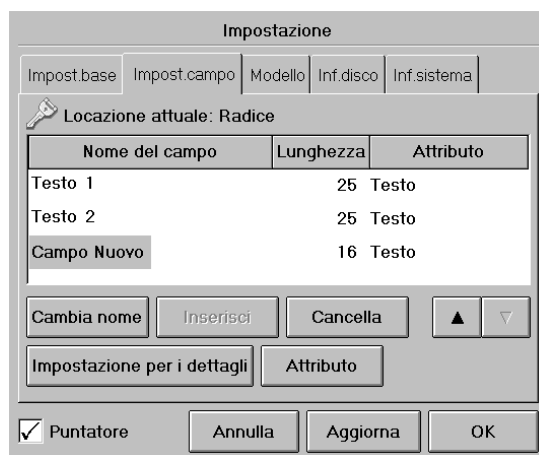 Impostazione
Impost.base Impost.campo Modello Inf.disco Inf.sistema
Locazione attuale: Radice
Nome del campo Lunghezza Attributo
Testo 1 25 Testo
Testo 2 25 Testo
Campo Nuovo 16 Testo
Cambia nome Inserisci Cancella ▲ ▽
Impostazione per i dettagli Attributo
Puntatore Annulla Aggiorna OK